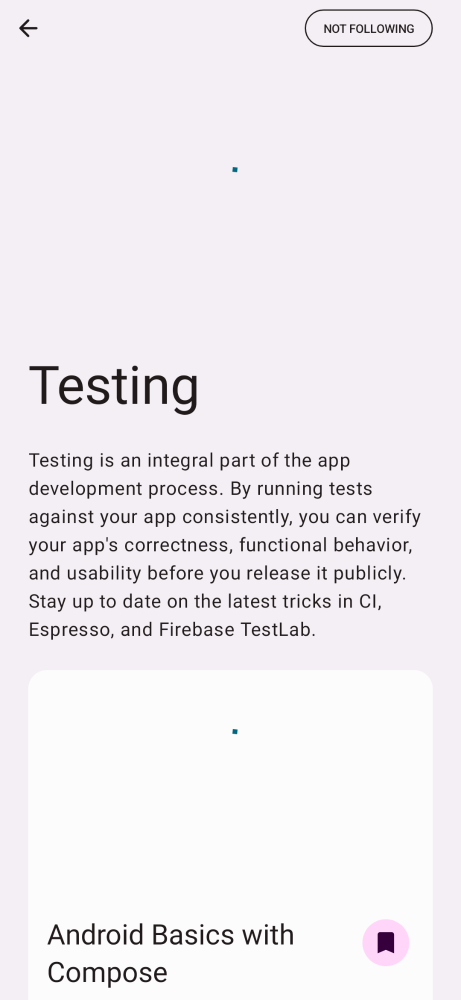 NOT FOLLOWING
Testing
Testing is an integral part of the app
development process. By running tests
against your app consistently, you can verify
your app's correctness, functional behavior,
and usability before you release it publicly.
Stay up to date on the latest tricks in CI,
Espresso, and Firebase TestLab.
Android Basics with
Compose